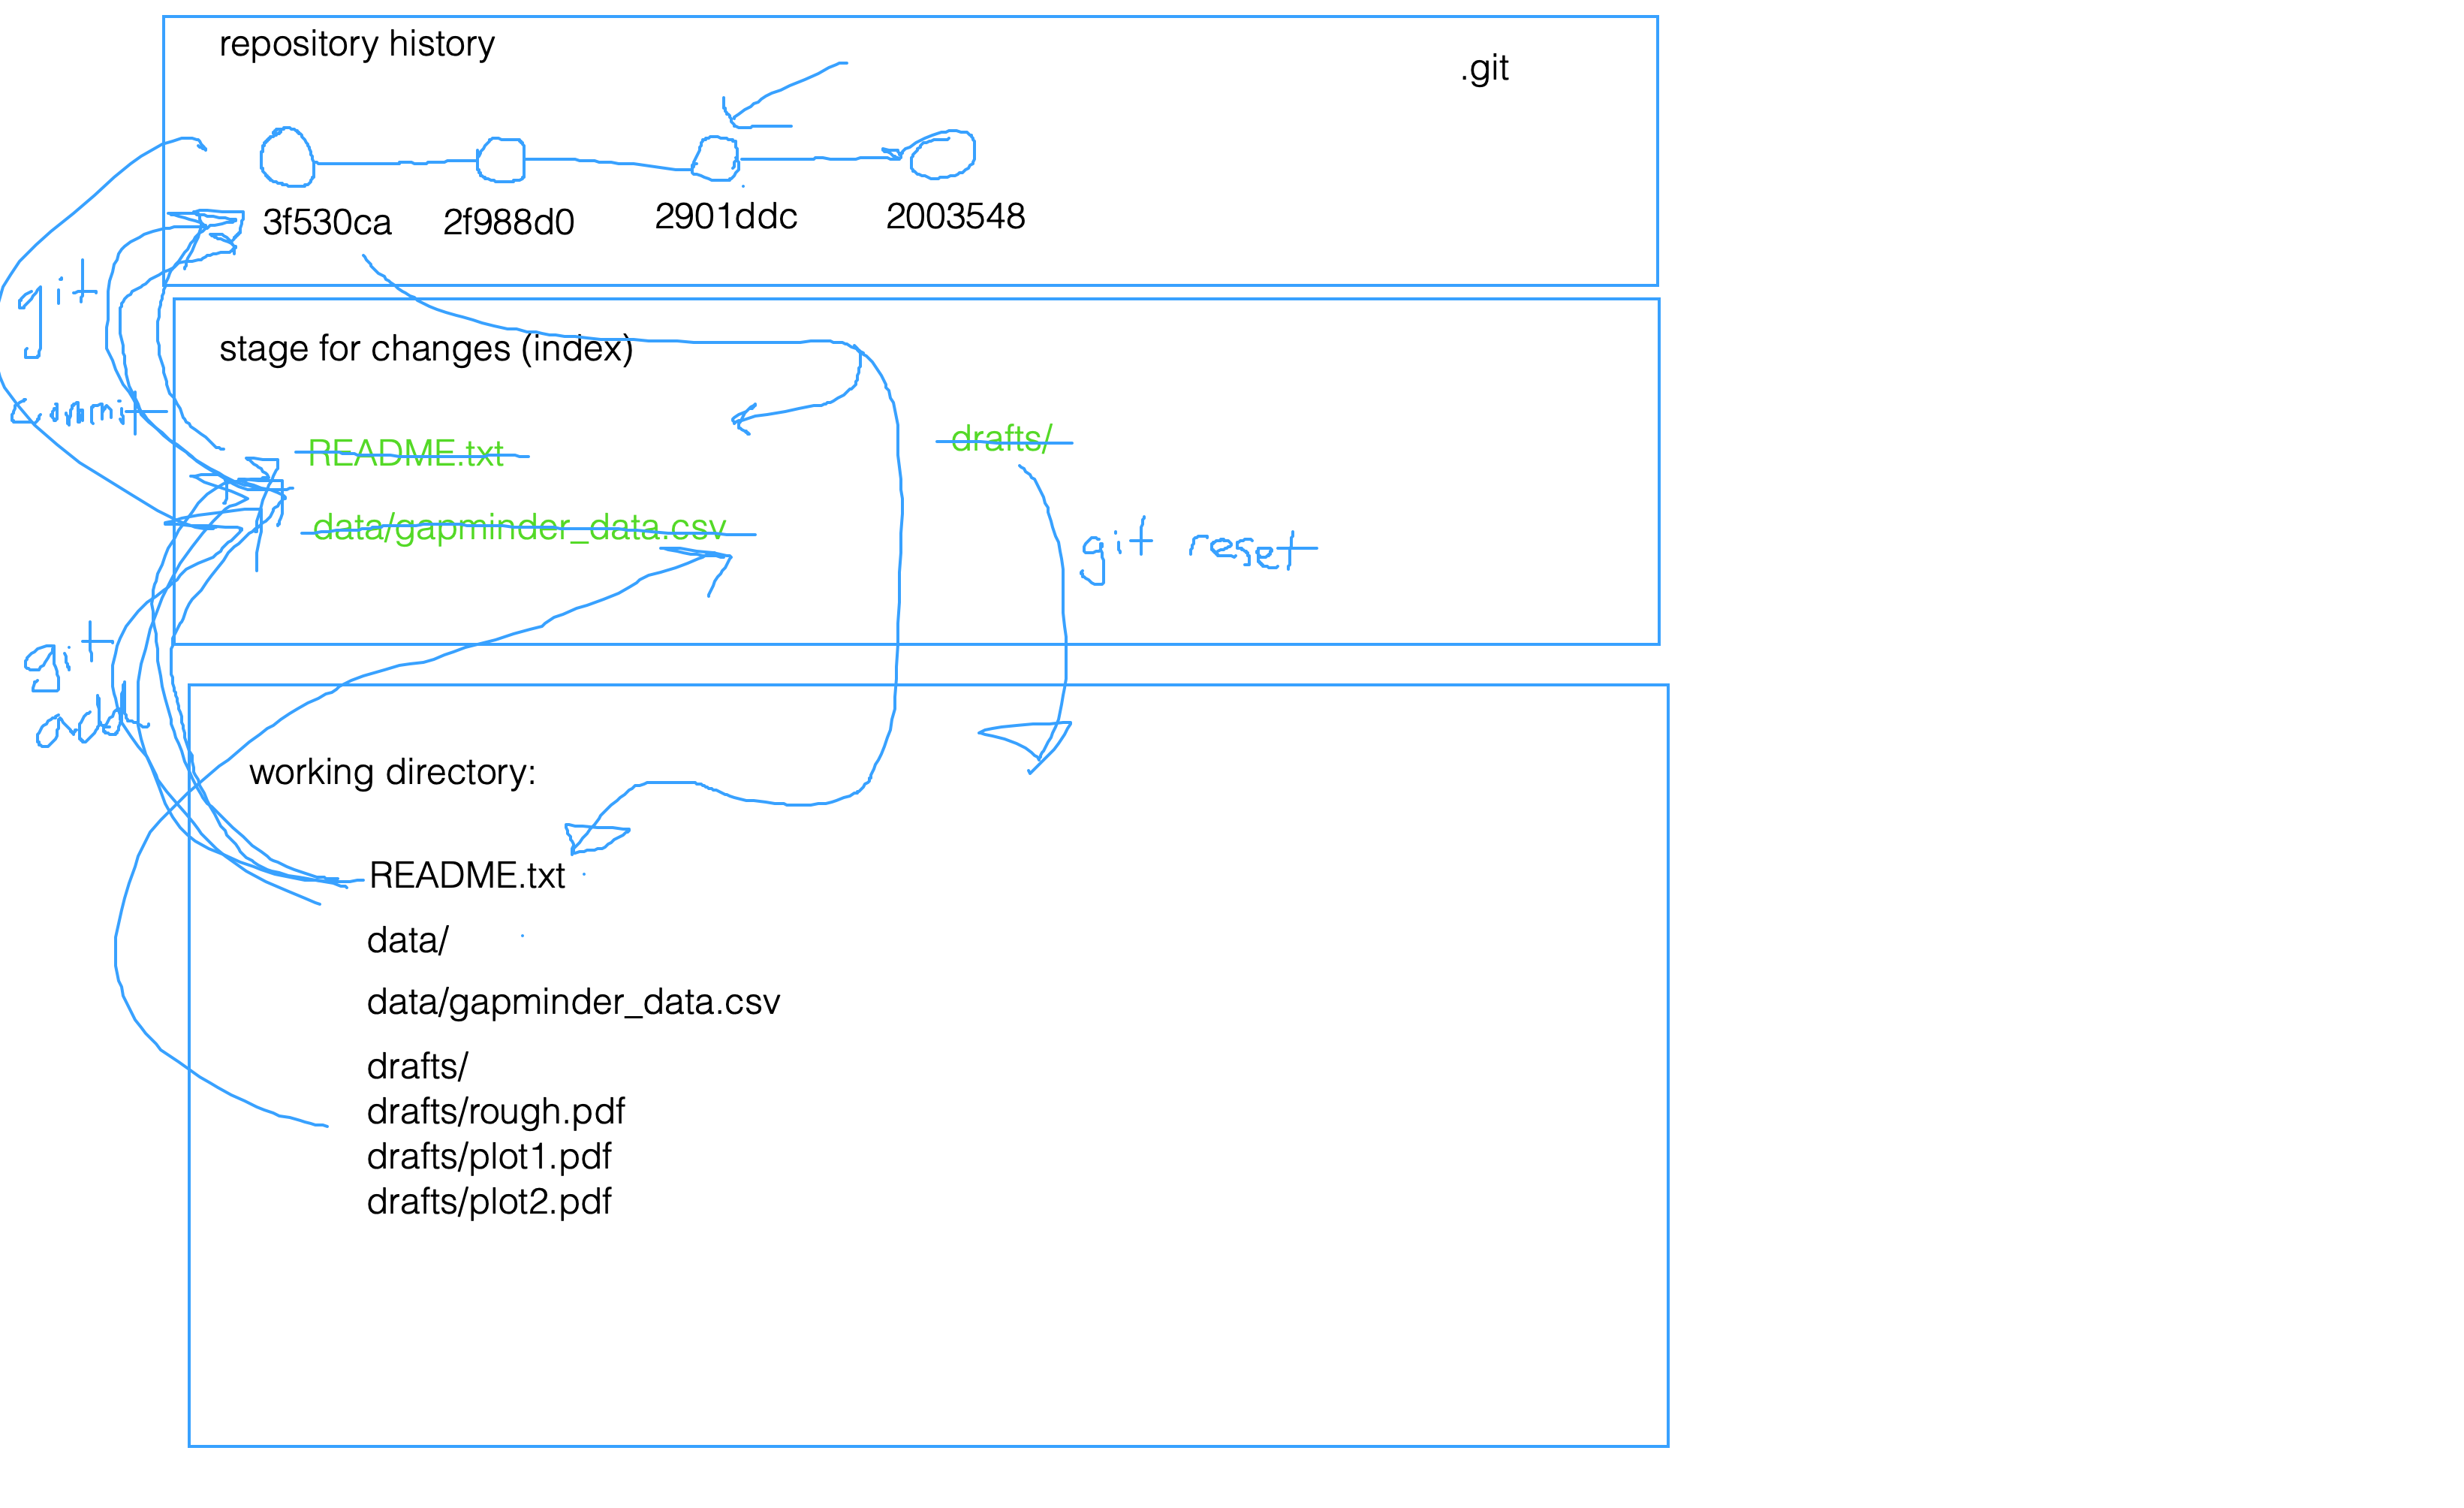 repository history
.git
3f530ca 2f988d0 2901ddc 2003548
git
commit
stage for changes (index)
README.txt
drafts/
data/gapminder_data.csv
git reset
git
add
working directory:
README.txt
data/
data/gapminder_data.csv
drafts/
drafts/rough.pdf
drafts/plot1.pdf
drafts/plot2.pdf